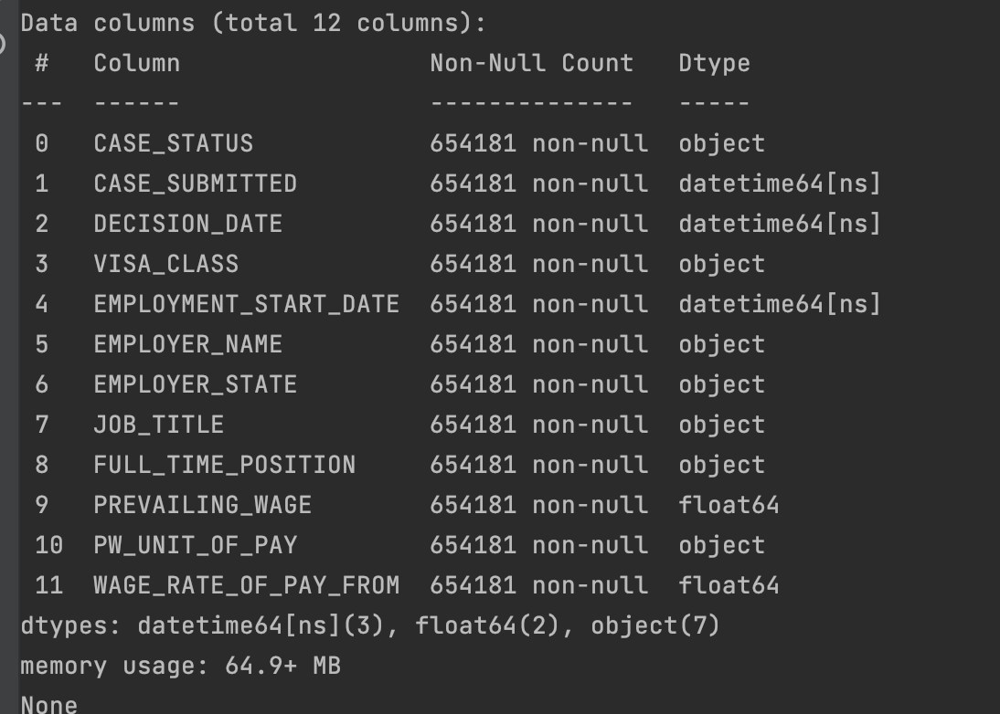 Data columns (total 12 columns):
 #   Column                 Non-Null Count   Dtype
---  ------                 --------------   -----
 0   CASE_STATUS            654181 non-null  object
 1   CASE_SUBMITTED         654181 non-null  datetime64[ns]
 2   DECISION_DATE          654181 non-null  datetime64[ns]
 3   VISA_CLASS             654181 non-null  object
 4   EMPLOYMENT_START_DATE  654181 non-null  datetime64[ns]
 5   EMPLOYER_NAME          654181 non-null  object
 6   EMPLOYER_STATE         654181 non-null  object
 7   JOB_TITLE              654181 non-null  object
 8   FULL_TIME_POSITION     654181 non-null  object
 9   PREVAILING_WAGE        654181 non-null  float64
 10  PW_UNIT_OF_PAY         654181 non-null  object
 11  WAGE_RATE_OF_PAY_FROM  654181 non-null  float64
dtypes: datetime64[ns](3), float64(2), object(7)
memory usage: 64.9+ MB
None